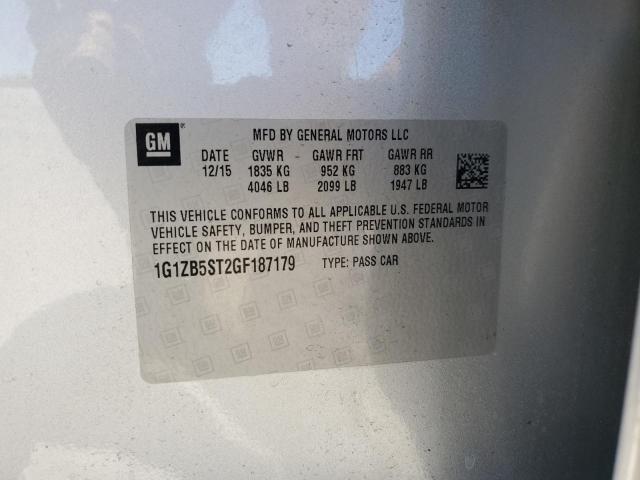 GM ®
MFD BY GENERAL MOTORS LLC
DATE GVWR GAWR FRT GAWR RR
12/15 1835 KG 952 KG 883 KG
4046 LB 2099 LB 1947 LB
THIS VEHICLE CONFORMS TO ALL APPLICABLE U.S. FEDERAL MOTOR
VEHICLE SAFETY, BUMPER, AND THEFT PREVENTION STANDARDS IN
EFFECT ON THE DATE OF MANUFACTURE SHOWN ABOVE.
1G1ZB5ST2GF187179 TYPE: PASS CAR